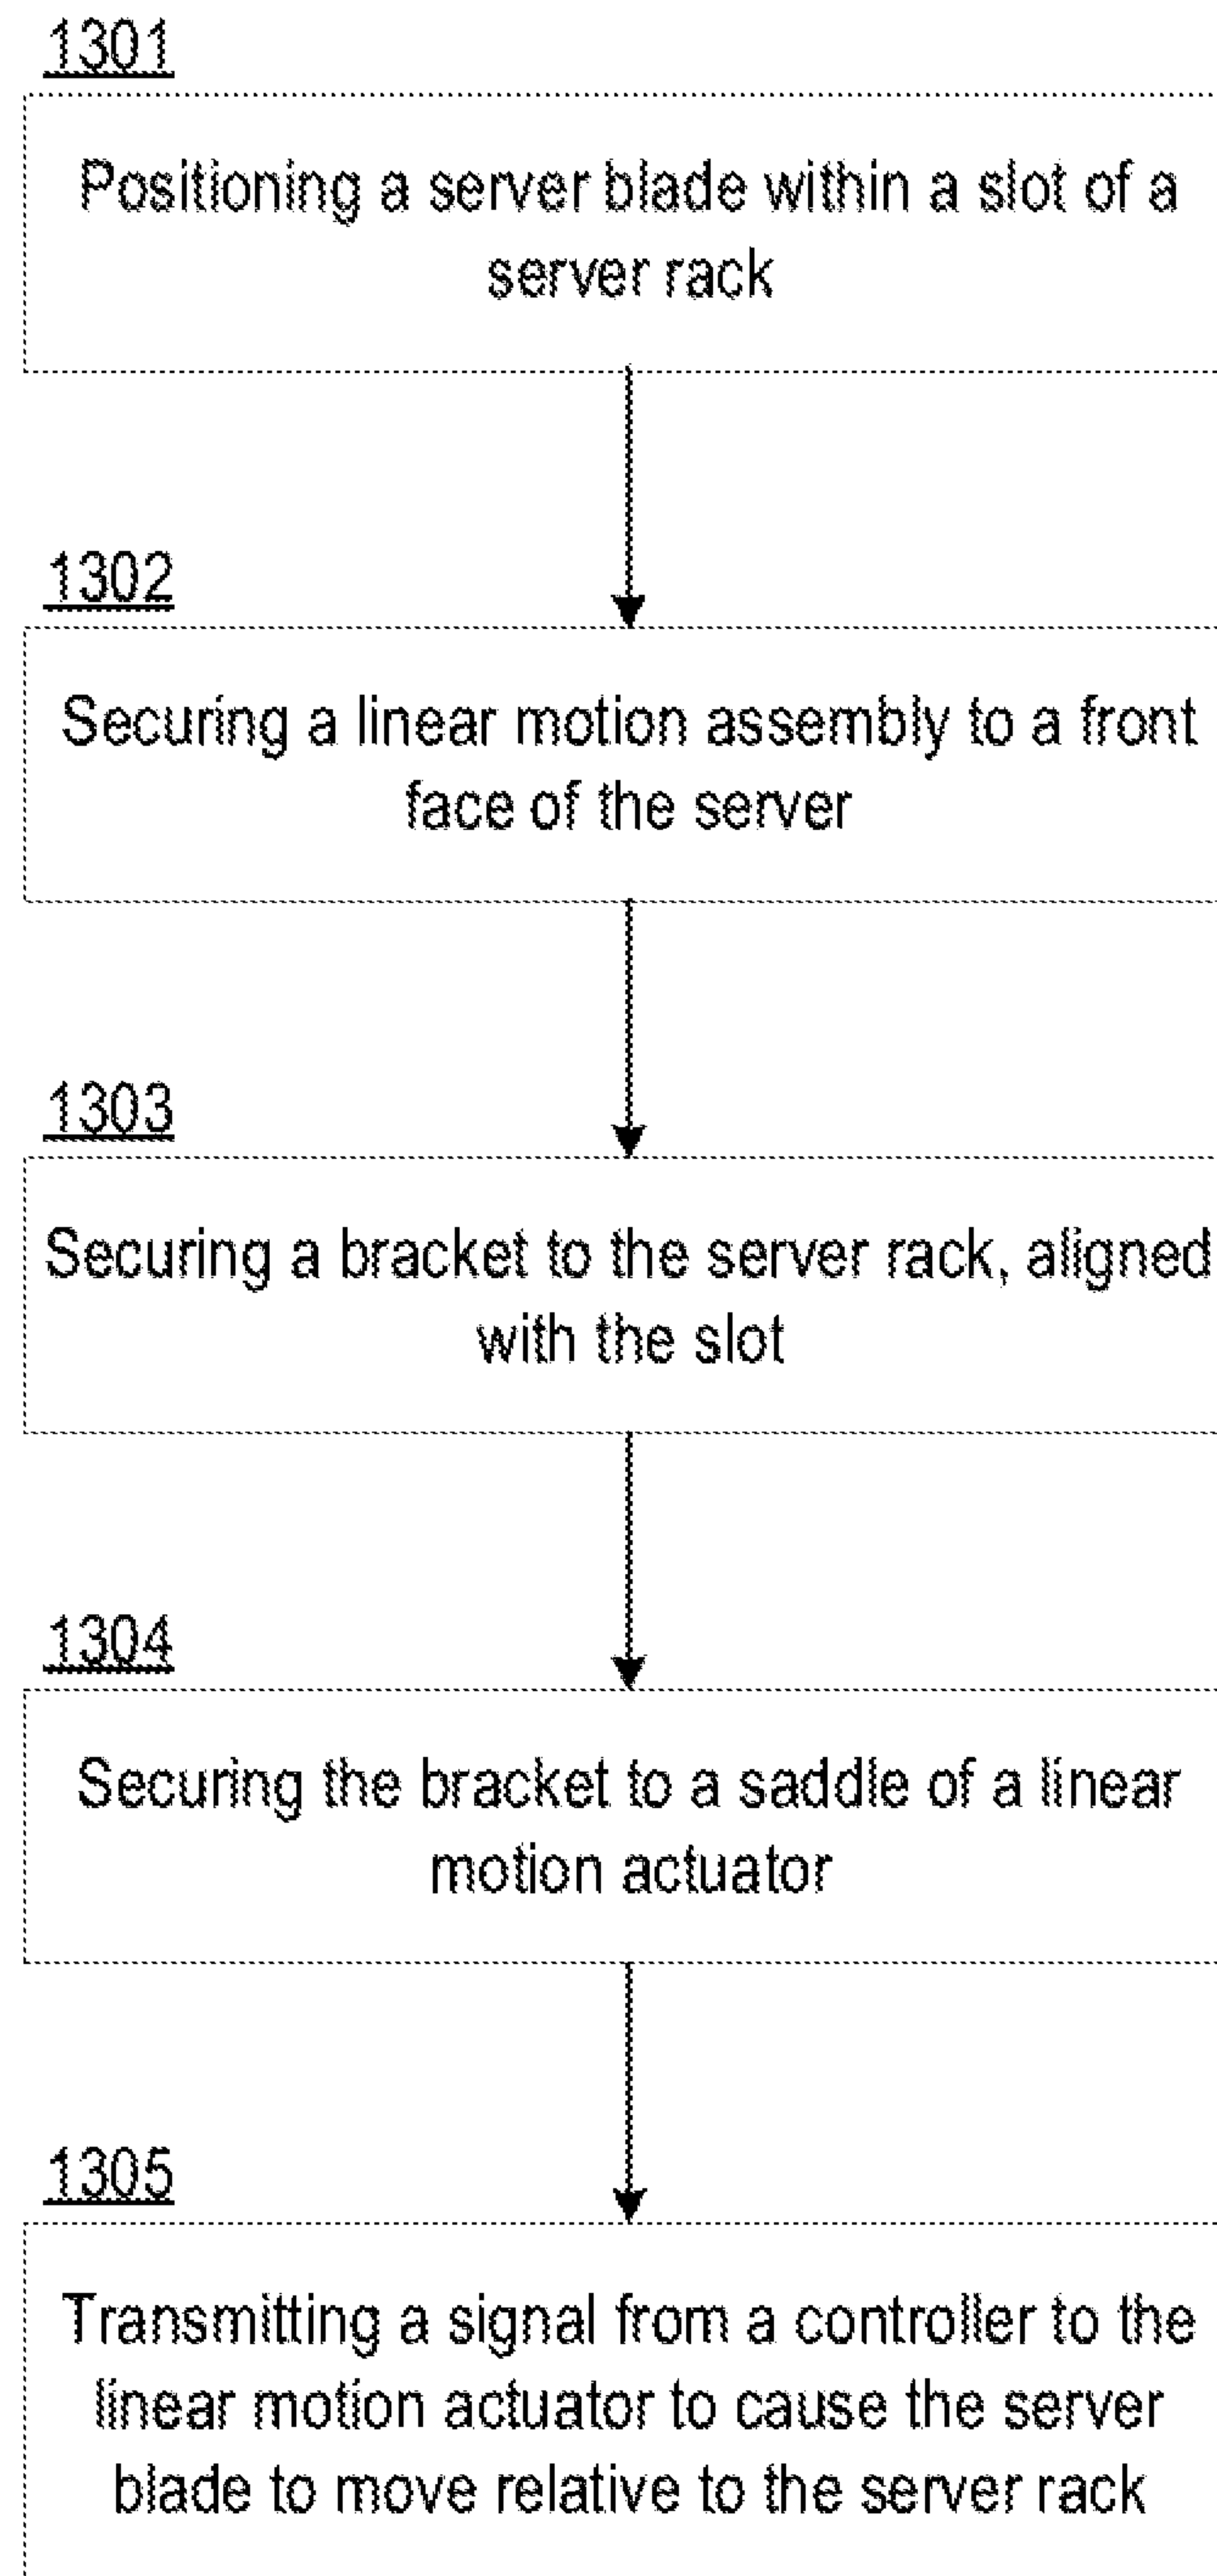 1301
Positioning a server blade within a slot of a
server rack
1302
Securing a linear motion assembly to a front
face of the server
1303
Securing a bracket to the server rack, aligned
with the slot
1304
Securing the bracket to a saddle of a linear
motion actuator
1305
Transmitting a signal from a controller to the
linear motion actuator to cause the server
blade to move relative to the server rack